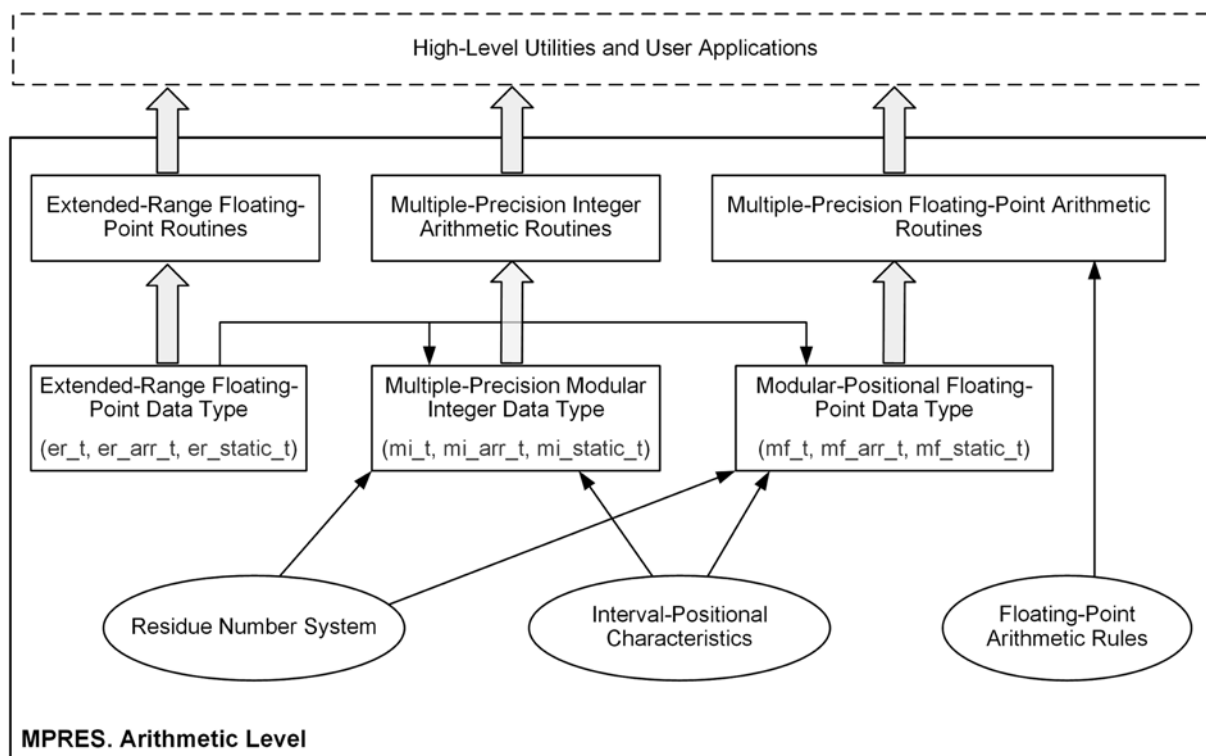 High-Level Utilities and User Applications
Extended-Range Floating-
Point Routines
Multiple-Precision Integer
Arithmetic Routines
Multiple-Precision Floating-Point Arithmetic
Routines
Extended-Range Floating-
Point Data Type
(er_t, er_arr_t, er_static_t)
Multiple-Precision Modular
Integer Data Type
(mi_t, mi_arr_t, mi_static_t)
Modular-Positional Floating-
Point Data Type
(mf_t, mf_arr_t, mf_static_t)
Residue Number System
Interval-Positional
Characteristics
Floating-Point
Arithmetic Rules
MPRES. Arithmetic Level